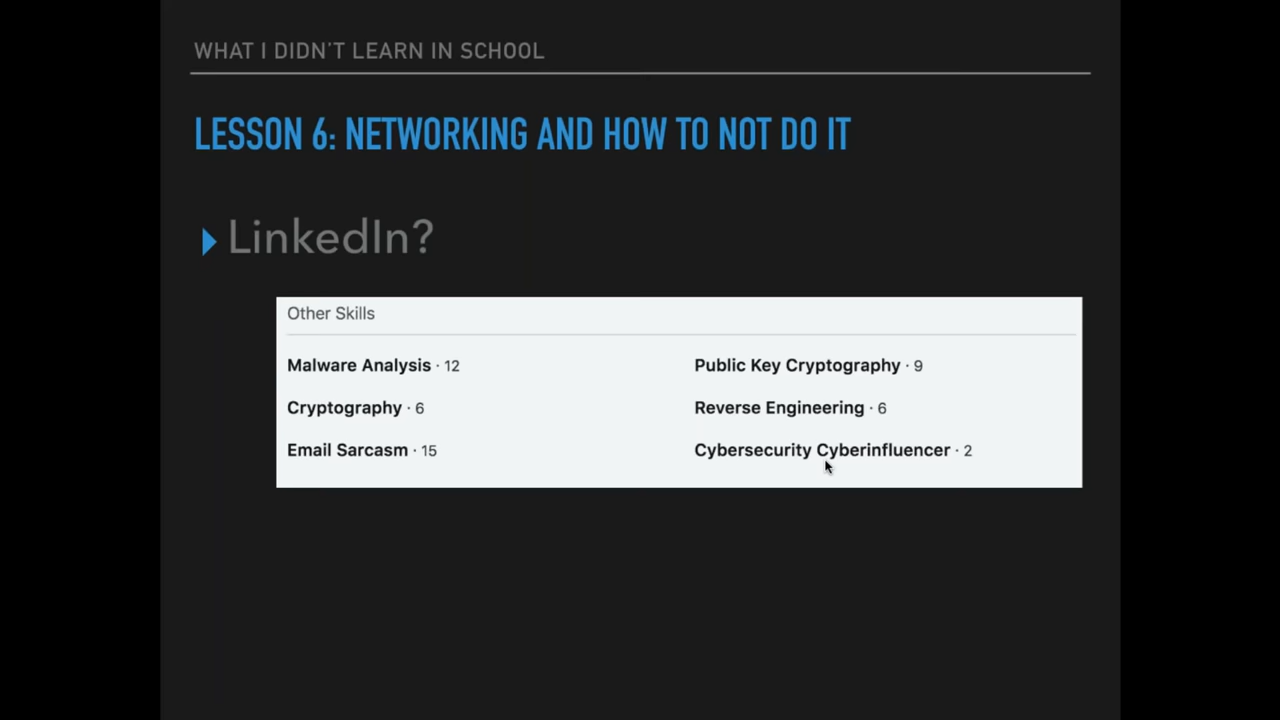 WHAT I DIDN'T LEARN IN SCHOOL
LESSON 6: NETWORKING AND HOW TO NOT DO IT
LinkedIn?
Other Skills
Malware Analysis · 12
Public Key Cryptography · 9
Cryptography · 6
Reverse Engineering · 6
Email Sarcasm · 15
Cybersecurity Cyberinfluencer · 2